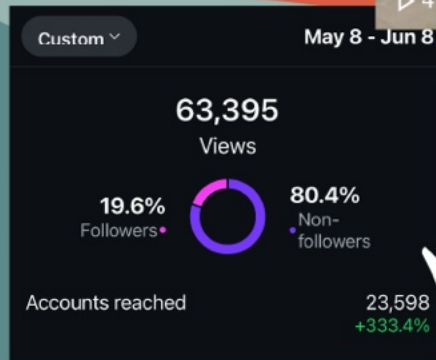 4
Custom
May 8 - Jun 8
63,395
Views
19.6%
Followers
80.4%
Non-
followers
Accounts reached
23,598
+333.4%